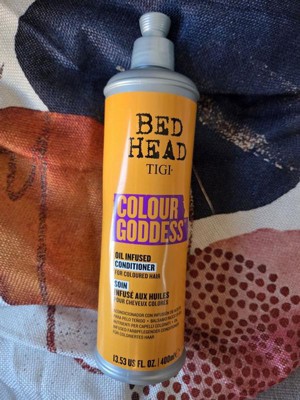 BED
HEAD
TIGI®
COLOUR
GODDESS™
OIL INFUSED
CONDITIONER
FOR COLOURED HAIR
SOIN
INFUSÉ AUX HUILES
POUR CHEVEUX COLORÉS
13.53 US FL. OZ. | 400ml